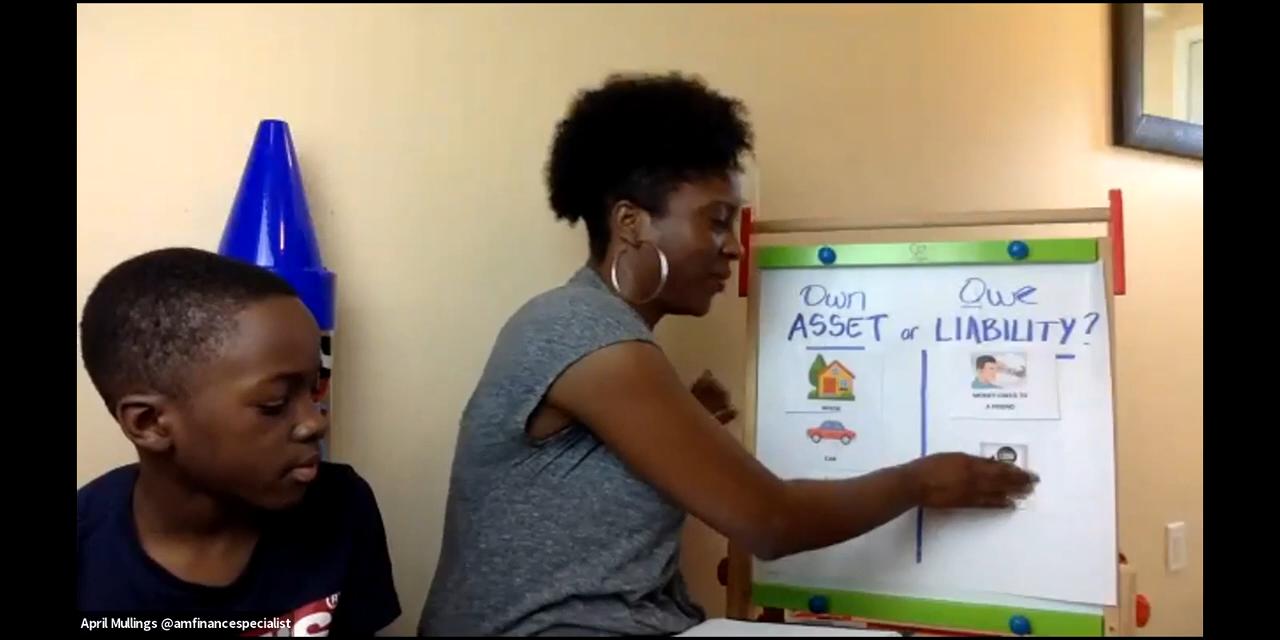 Own
Owe
ASSET or LIABILITY?
HOUSE
MONEY OWED TO
A FRIEND
CAR
April Mullings @amfinancespecialist